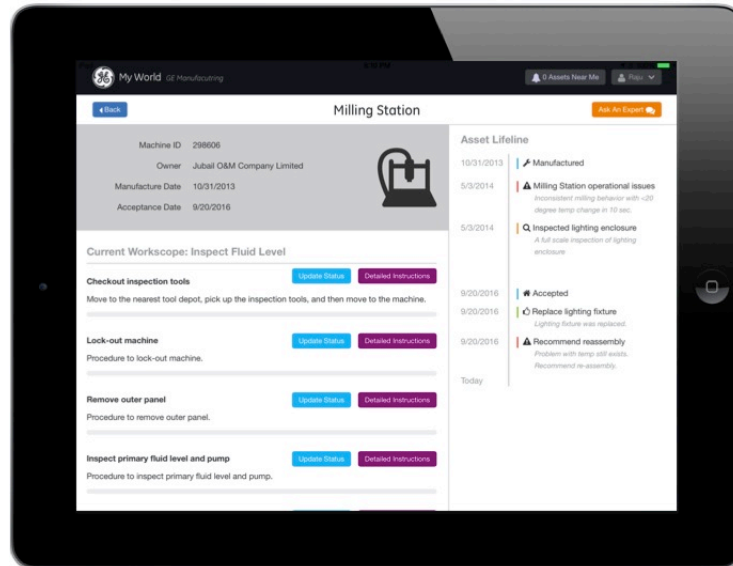 My World GE Manufacutring
0 Assets Near Me
Raju
Back
Milling Station
Ask An Expert
Machine ID 298606
Owner Jubail O&M Company Limited
Manufacture Date 10/31/2013
Acceptance Date 9/20/2016
Current Workscope: Inspect Fluid Level
Checkout inspection tools
Update Status
Detailed Instructions
Move to the nearest tool depot, pick up the inspection tools, and then move to the machine.
Lock-out machine
Update Status
Detailed Instructions
Procedure to lock-out machine.
Remove outer panel
Update Status
Detailed Instructions
Procedure to remove outer panel.
Inspect primary fluid level and pump
Update Status
Detailed Instructions
Procedure to inspect primary fluid level and pump.
Asset Lifeline
10/31/2013 Manufactured
5/3/2014 Milling Station operational issues
Inconsistent milling behavior with <20
degree temp change in 10 sec.
5/3/2014 Inspected lighting enclosure
A full scale inspection of lighting
enclosure
9/20/2016 Accepted
9/20/2016 Replace lighting fixture
Lighting fixture was replaced.
9/20/2016 Recommend reassembly
Problem with temp still exists.
Recommend re-assembly.
Today